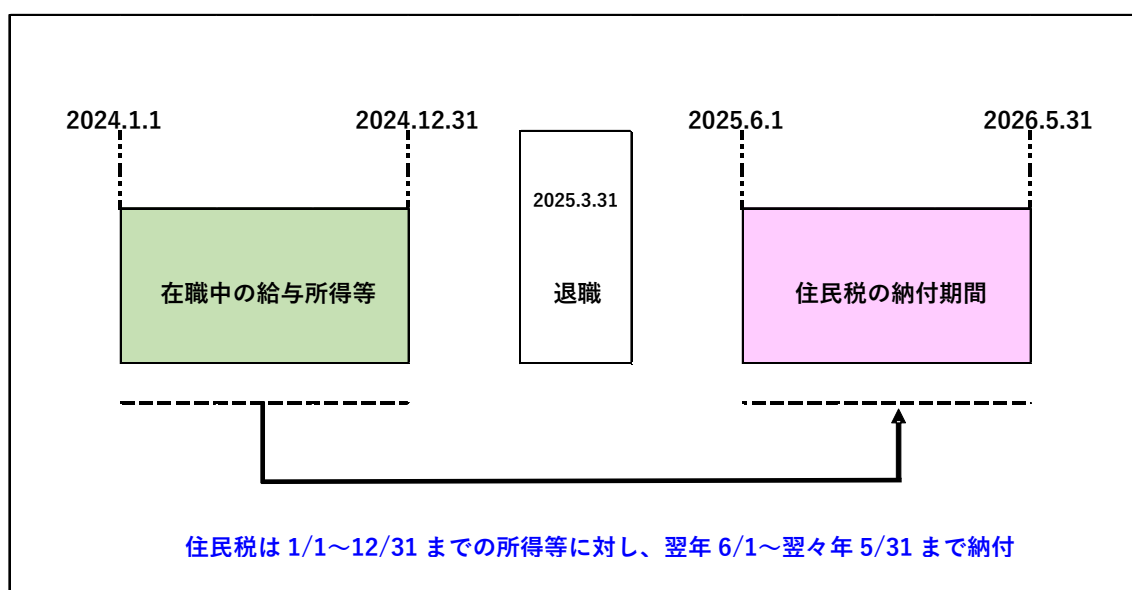 2024.1.1
2024.12.31
2025.6.1
2026.5.31
2025.3.31
在職中の給与所得等
退職
住民税の納付期間
住民税は 1/1～12/31 までの所得等に対し、翌年 6/1～翌々年 5/31 まで納付